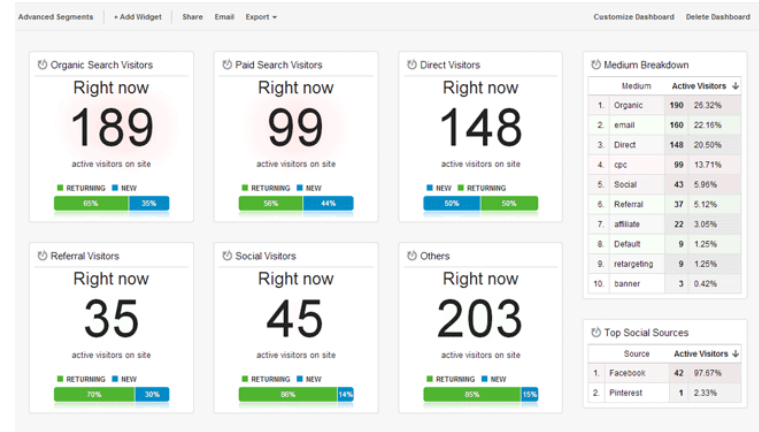 Advanced Segments + Add Widget Share Email Export
Customize Dashboard Delete Dashboard
Organic Search Visitors
Right now
189
active visitors on site
RETURNING NEW
65% 35%
Paid Search Visitors
Right now
99
active visitors on site
RETURNING NEW
56% 44%
Direct Visitors
Right now
148
active visitors on site
NEW RETURNING
50% 50%
Medium Breakdown
Medium Active Visitors
1. Organic 190 26.32%
2. email 160 22.16%
3. Direct 148 20.50%
4. cpc 99 13.71%
5. Social 43 5.96%
6. Referral 37 5.12%
7. affiliate 22 3.05%
8. Default 9 1.25%
9. retargeting 9 1.25%
10. banner 3 0.42%
Referral Visitors
Right now
35
active visitors on site
RETURNING NEW
70% 30%
Social Visitors
Right now
45
active visitors on site
RETURNING NEW
86% 14%
Others
Right now
203
active visitors on site
RETURNING NEW
85% 15%
Top Social Sources
Source Active Visitors
1. Facebook 42 97.67%
2. Pinterest 1 2.33%